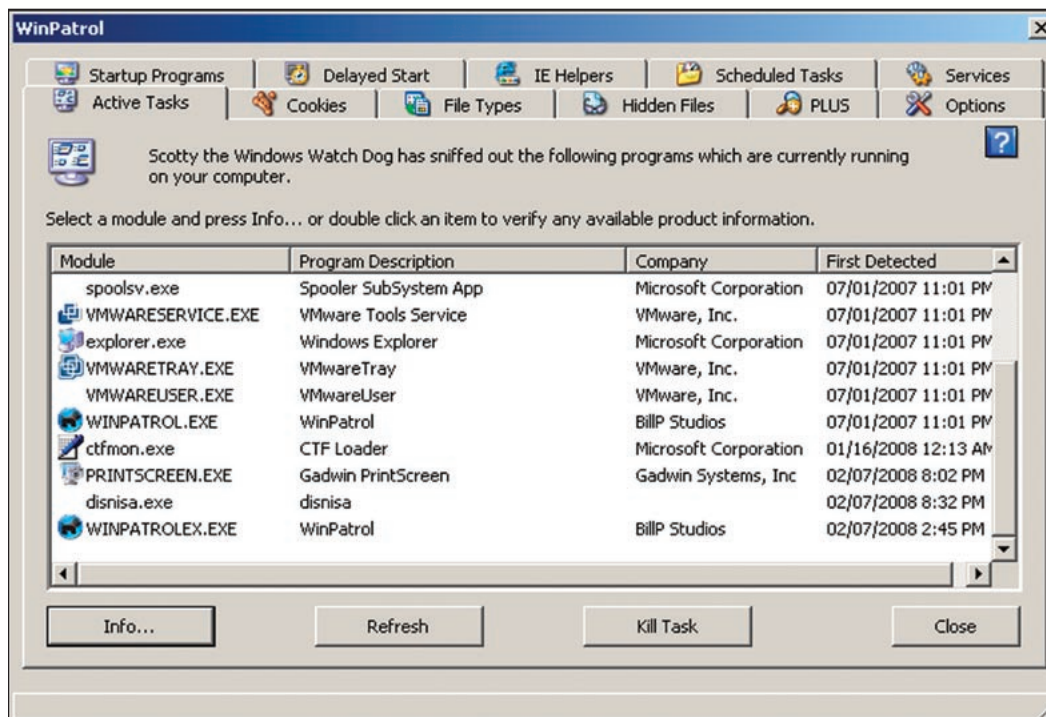 WinPatrol
Startup Programs Delayed Start IE Helpers Scheduled Tasks Services
Active Tasks Cookies File Types Hidden Files PLUS Options
Scotty the Windows Watch Dog has sniffed out the following programs which are currently running
on your computer.
?
Select a module and press Info... or double click an item to verify any available product information.
Module Program Description Company First Detected
spoolsv.exe Spooler SubSystem App Microsoft Corporation 07/01/2007 11:01 PM
VMWARESERVICE.EXE VMware Tools Service VMware, Inc. 07/01/2007 11:01 PM
explorer.exe Windows Explorer Microsoft Corporation 07/01/2007 11:01 PM
VMWARETRAY.EXE VMwareTray VMware, Inc. 07/01/2007 11:01 PM
VMWAREUSER.EXE VMwareUser VMware, Inc. 07/01/2007 11:01 PM
WINPATROL.EXE WinPatrol BillP Studios 07/01/2007 11:01 PM
ctfmon.exe CTF Loader Microsoft Corporation 01/16/2008 12:13 AM
PRINTSCREEN.EXE Gadwin PrintScreen Gadwin Systems, Inc 02/07/2008 8:02 PM
disnisa.exe disnisa 02/07/2008 8:32 PM
WINPATROLEX.EXE WinPatrol BillP Studios 02/07/2008 2:45 PM
Info... Refresh Kill Task Close